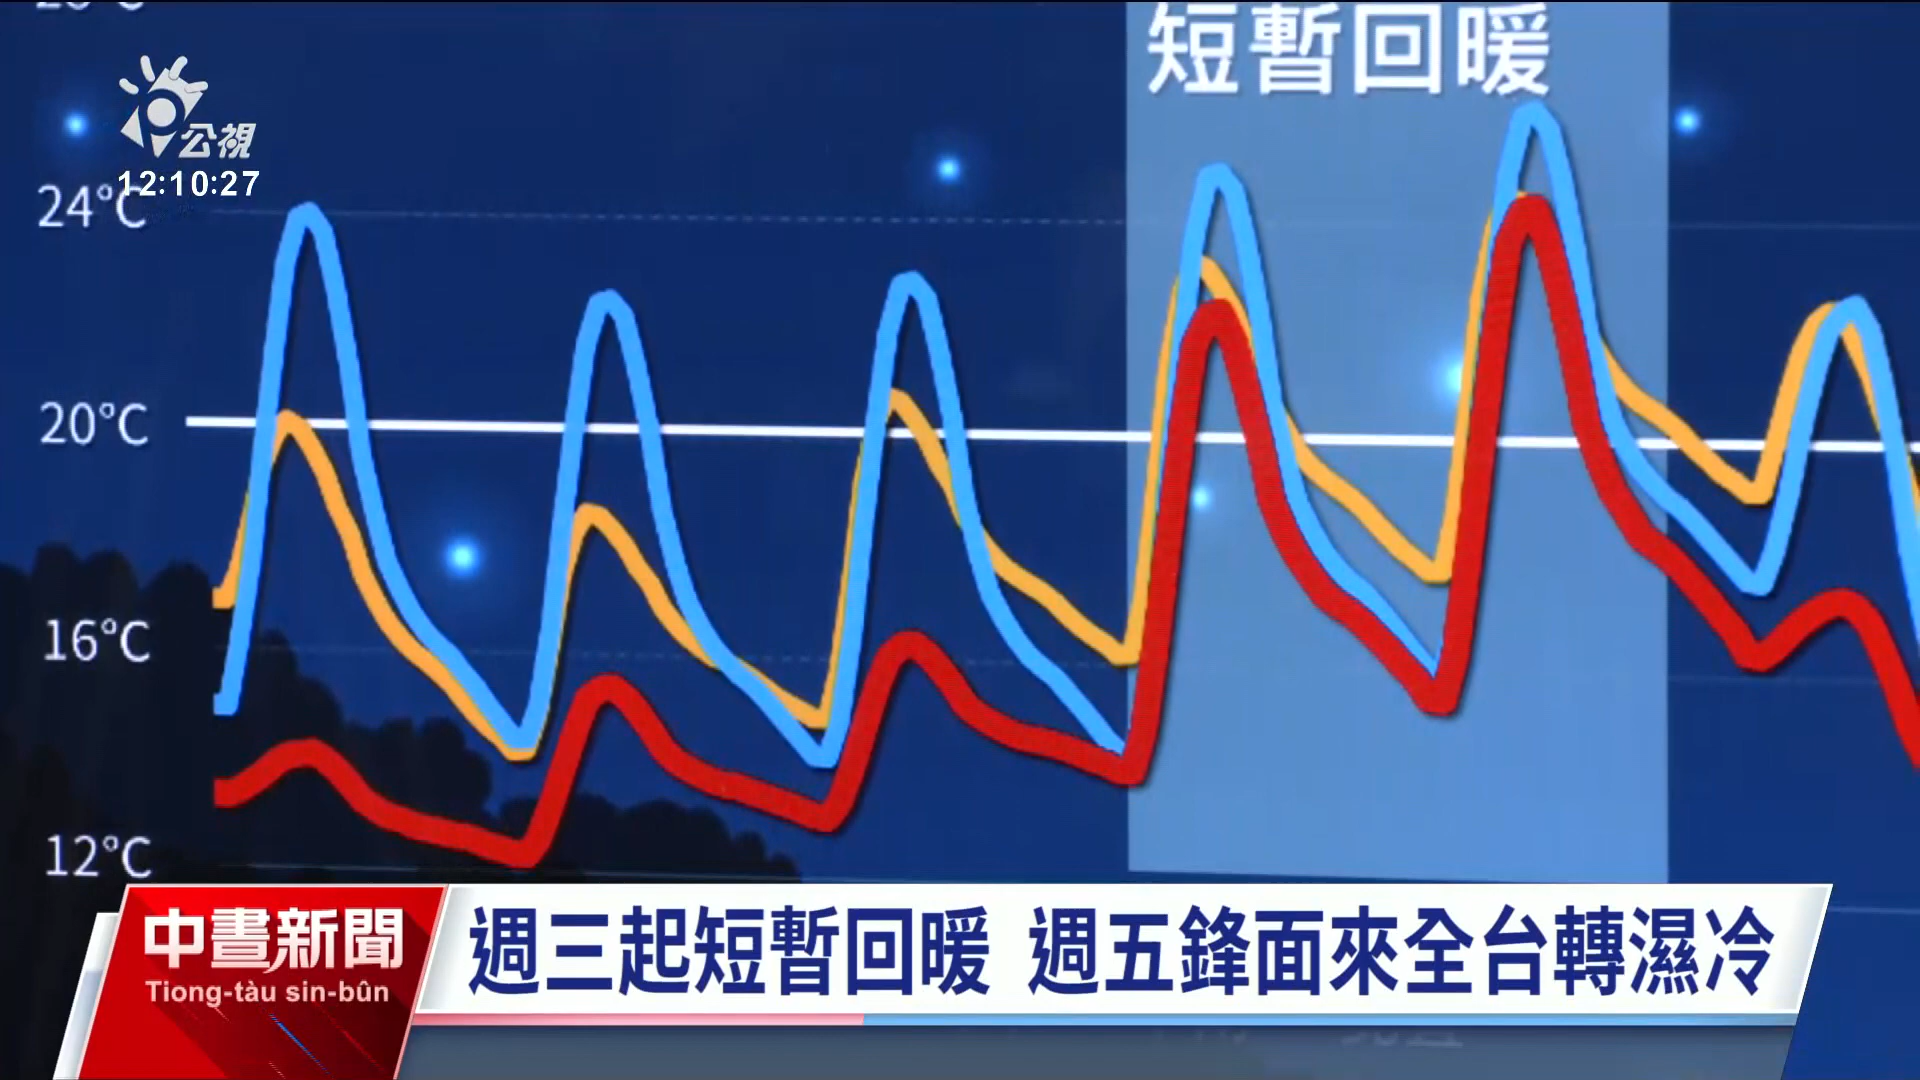 短暫回暖
公視
12:10:27
24°C
20°C
16°C
12°C
中晝新聞
Tiong-tàu sin-bûn
週三起短暫回暖 週五鋒面來全台轉濕冷